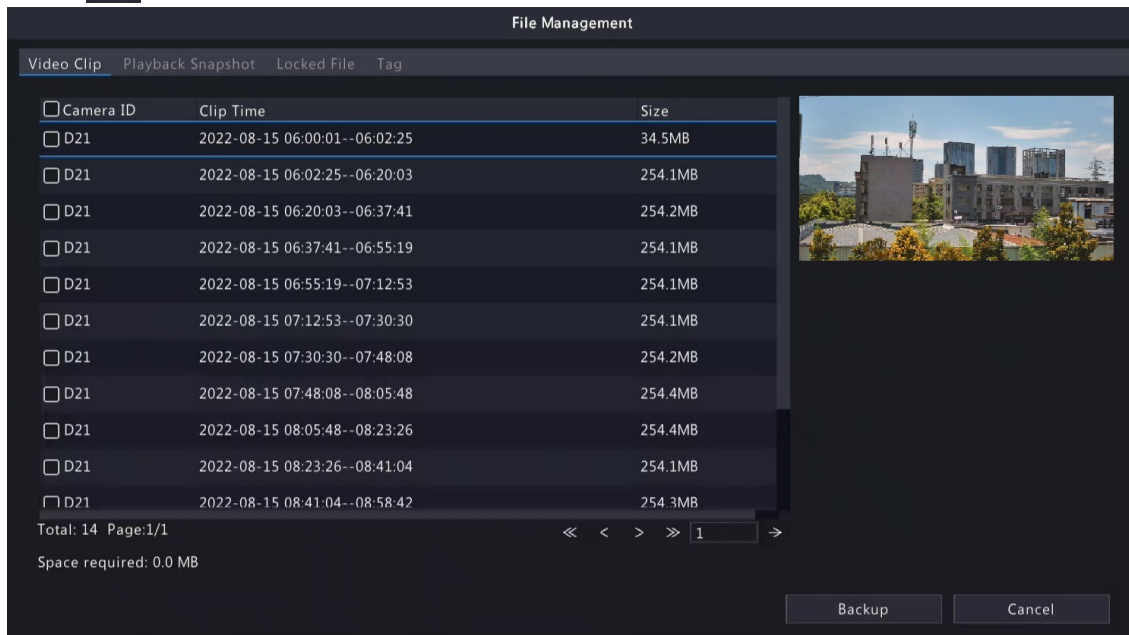 File Management
Video Clip Playback Snapshot Locked File Tag
Camera ID Clip Time Size
D21 2022-08-15 06:00:01--06:02:25 34.5MB
D21 2022-08-15 06:02:25--06:20:03 254.1MB
D21 2022-08-15 06:20:03--06:37:41 254.2MB
D21 2022-08-15 06:37:41--06:55:19 254.1MB
D21 2022-08-15 06:55:19--07:12:53 254.1MB
D21 2022-08-15 07:12:53--07:30:30 254.1MB
D21 2022-08-15 07:30:30--07:48:08 254.2MB
D21 2022-08-15 07:48:08--08:05:48 254.4MB
D21 2022-08-15 08:05:48--08:23:26 254.4MB
D21 2022-08-15 08:23:26--08:41:04 254.1MB
D21 2022-08-15 08:41:04--08:58:42 254.3MB
Total: 14 Page:1/1 ≪ < > ≫ 1 →
Space required: 0.0 MB
Backup Cancel